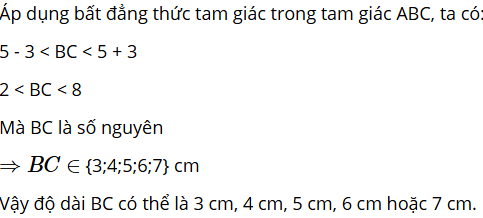 Áp dụng bất đẳng thức tam giác trong tam giác ABC, ta có:
5 - 3 < BC < 5 + 3
2 < BC < 8
Mà BC là số nguyên
⇒ BC ∈ {3;4;5;6;7} cm
Vậy độ dài BC có thể là 3 cm, 4 cm, 5 cm, 6 cm hoặc 7 cm.